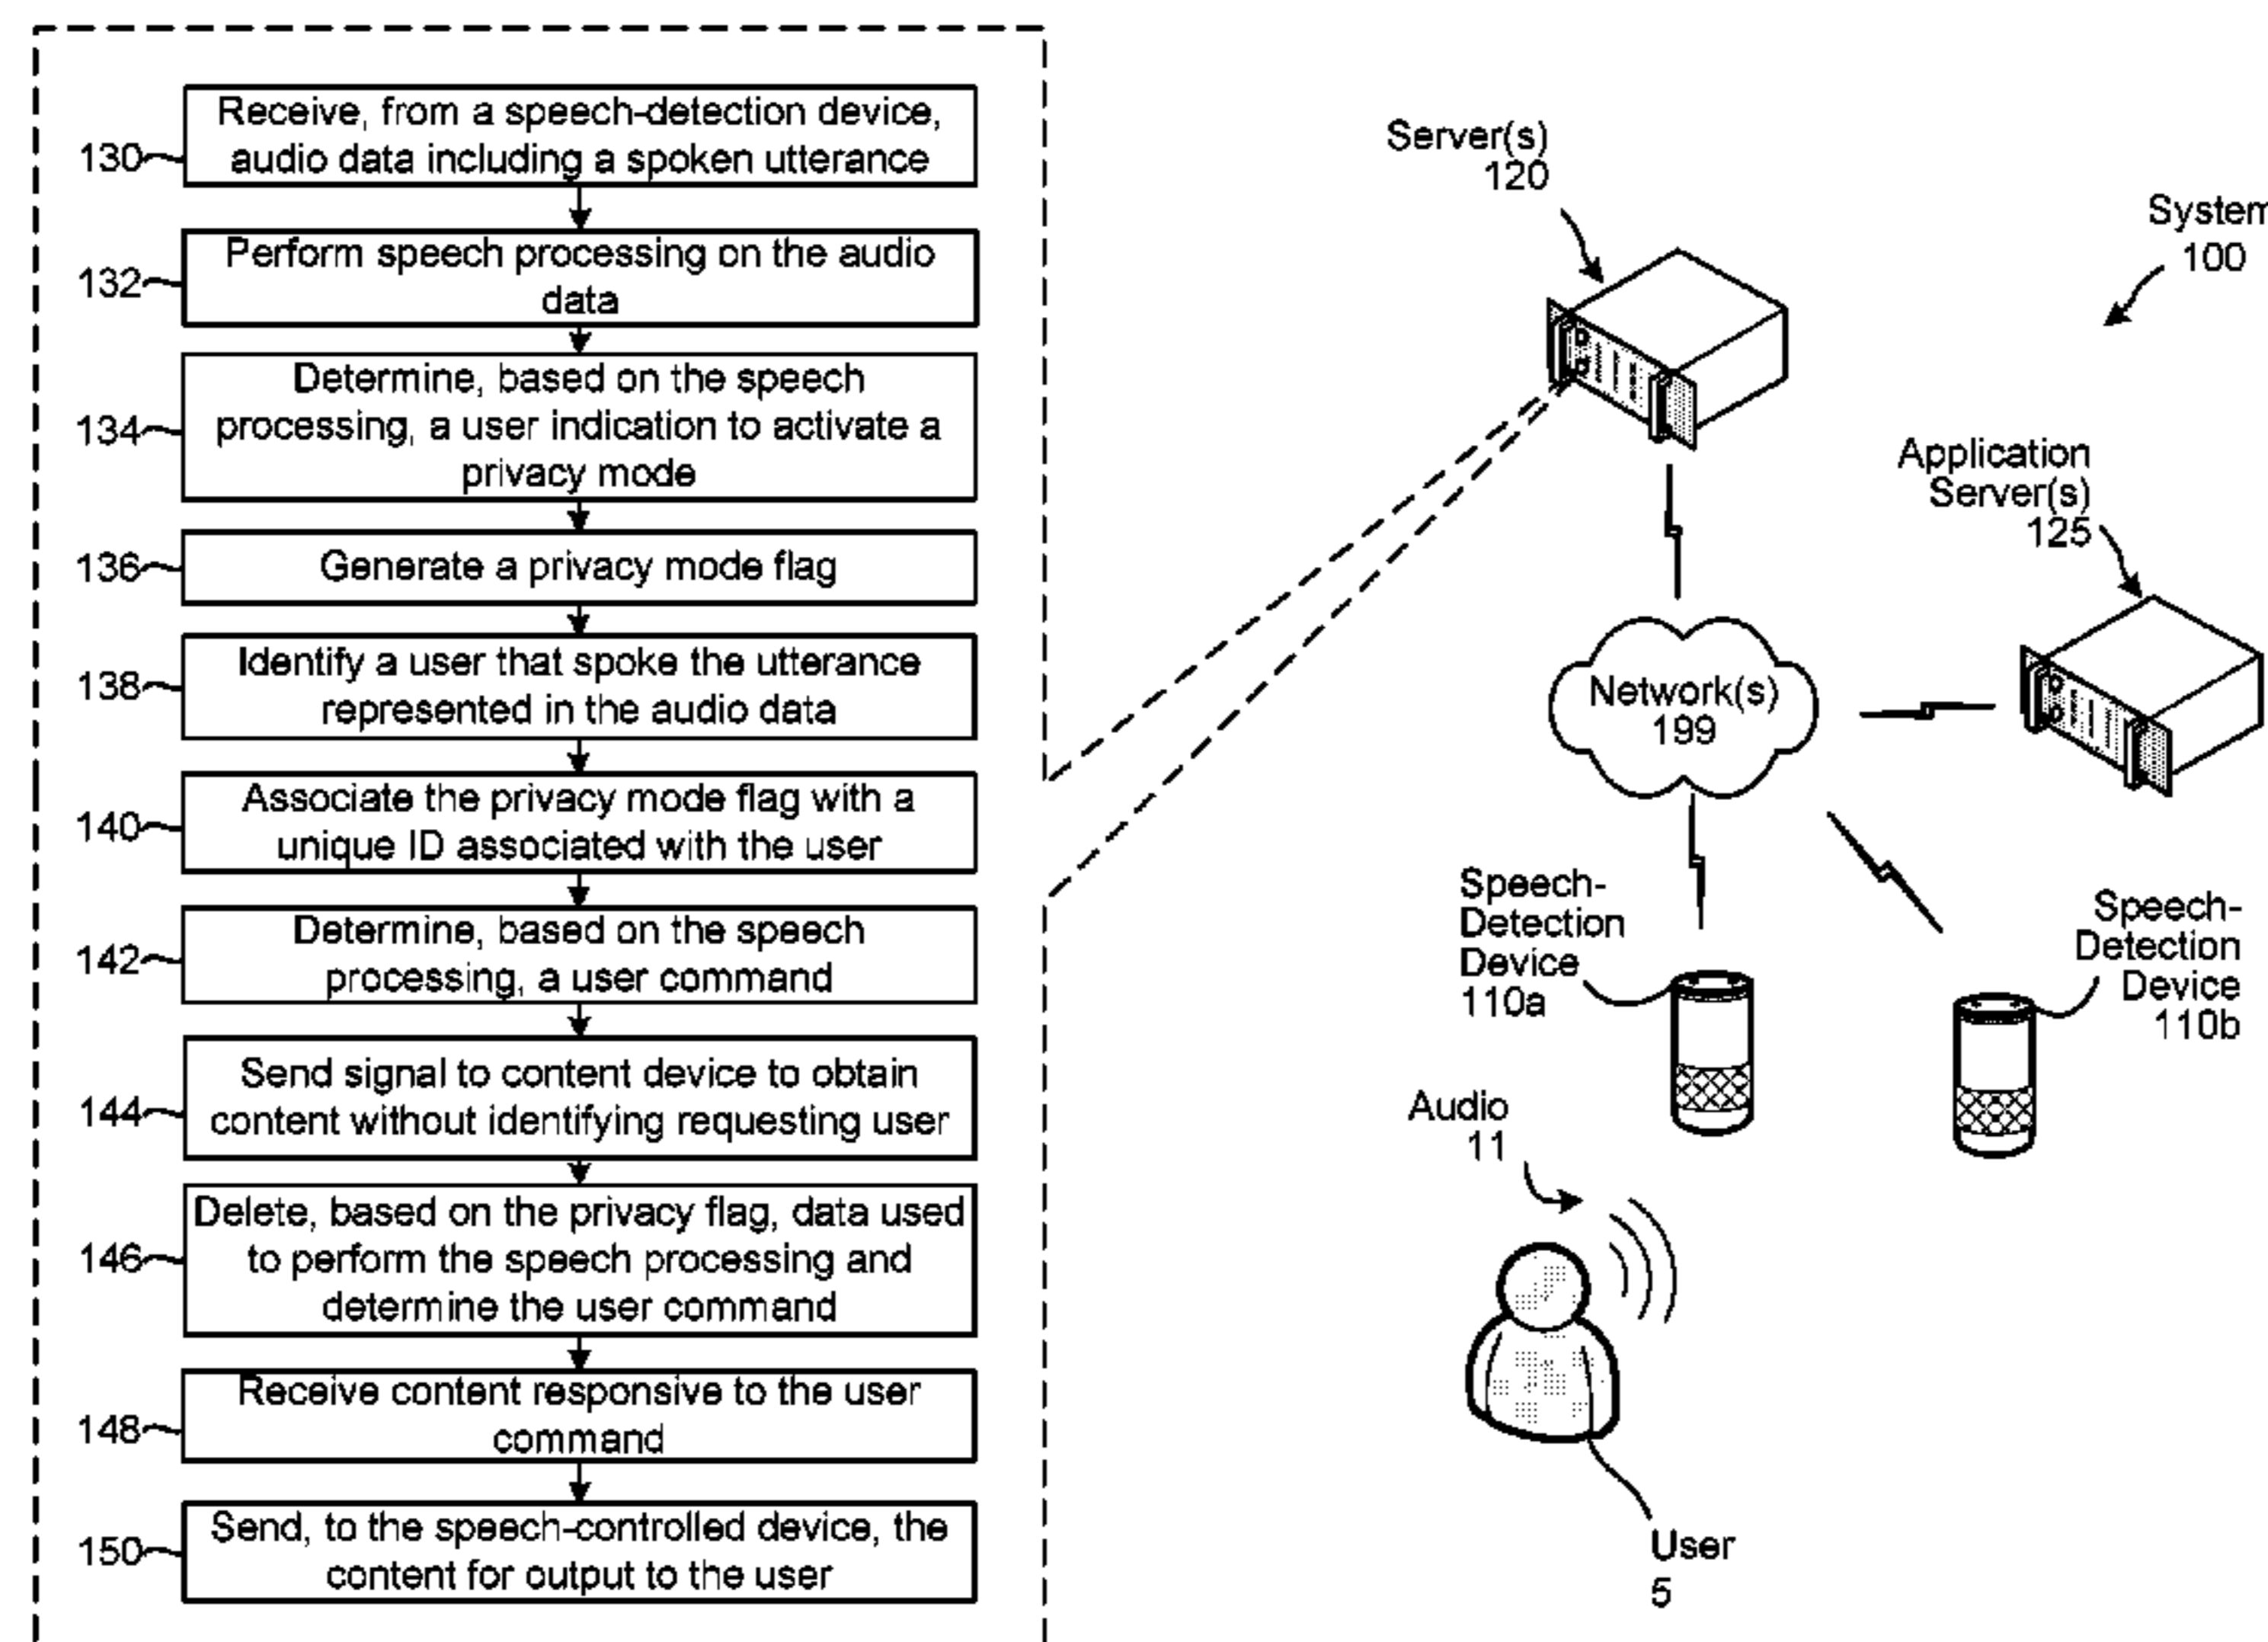 Receive, from a speech-detection device,
audio data including a spoken utterance
130
Perform speech processing on the audio
data
132
Determine, based on the speech
processing, a user indication to activate a
privacy mode
134
Generate a privacy mode flag
136
Identify a user that spoke the utterance
represented in the audio data
138
Associate the privacy mode flag with a
unique ID associated with the user
140
Determine, based on the speech
processing, a user command
142
Send signal to content device to obtain
content without identifying requesting user
144
Delete, based on the privacy flag, data used
to perform the speech processing and
determine the user command
146
Receive content responsive to the user
command
148
Send, to the speech-controlled device, the
content for output to the user
150
Server(s)
120
System
100
Application
Server(s)
125
Network(s)
199
Speech-
Detection
Device
110a
Speech-
Detection
Device
110b
Audio
11
User
5